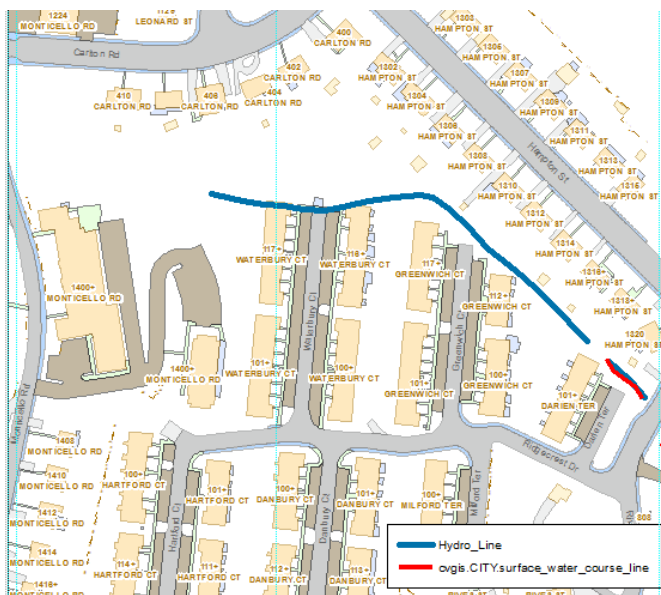 1224
MONTICELLO RD
1129
LEONARD ST
Carlton Rd
400
CARLTON RD
402
CARLTON RD
404
CARLTON RD
406
CARLTON RD
410
CARLTON RD
1302
HAMPTON ST
1303
HAMPTON ST
1304
HAMPTON ST
1305
HAMPTON ST
1306
HAMPTON ST
1307
HAMPTON ST
1308
HAMPTON ST
1309
HAMPTON ST
1310
HAMPTON ST
1311
HAMPTON ST
1312
HAMPTON ST
1313
HAMPTON ST
1314
HAMPTON ST
1315
HAMPTON ST
1316+
HAMPTON ST
1318+
HAMPTON ST
1320
HAMPTON ST
Hampton St
1400+
MONTICELLO RD
117+
WATERBURY CT
116+
WATERBURY CT
117+
GREENWICH CT
112+
GREENWICH CT
Waterbury Ct
Greenwich Ct
1400+
MONTICELLO RD
101+
WATERBURY CT
100+
WATERBURY CT
101+
GREENWICH CT
100+
GREENWICH CT
101+
DARIEN TER
Darien Ter
Monticello Rd
Ridgecrest Dr
1408
MONTICELLO RD
1410
MONTICELLO RD
1412
MONTICELLO RD
1414
MONTICELLO RD
1416+
100+
HARTFORD CT
101+
HARTFORD CT
100+
DANBURY CT
101+
DANBURY CT
100+
MILFORD TER
Hartford Ct
Danbury Ct
Milford Ter
114+
HARTFORD CT
111+
HARTFORD CT
112+
DANBURY CT
113+
DANBURY CT
808
Hydro_Line
cvgis.CITY.surface_water_course_line